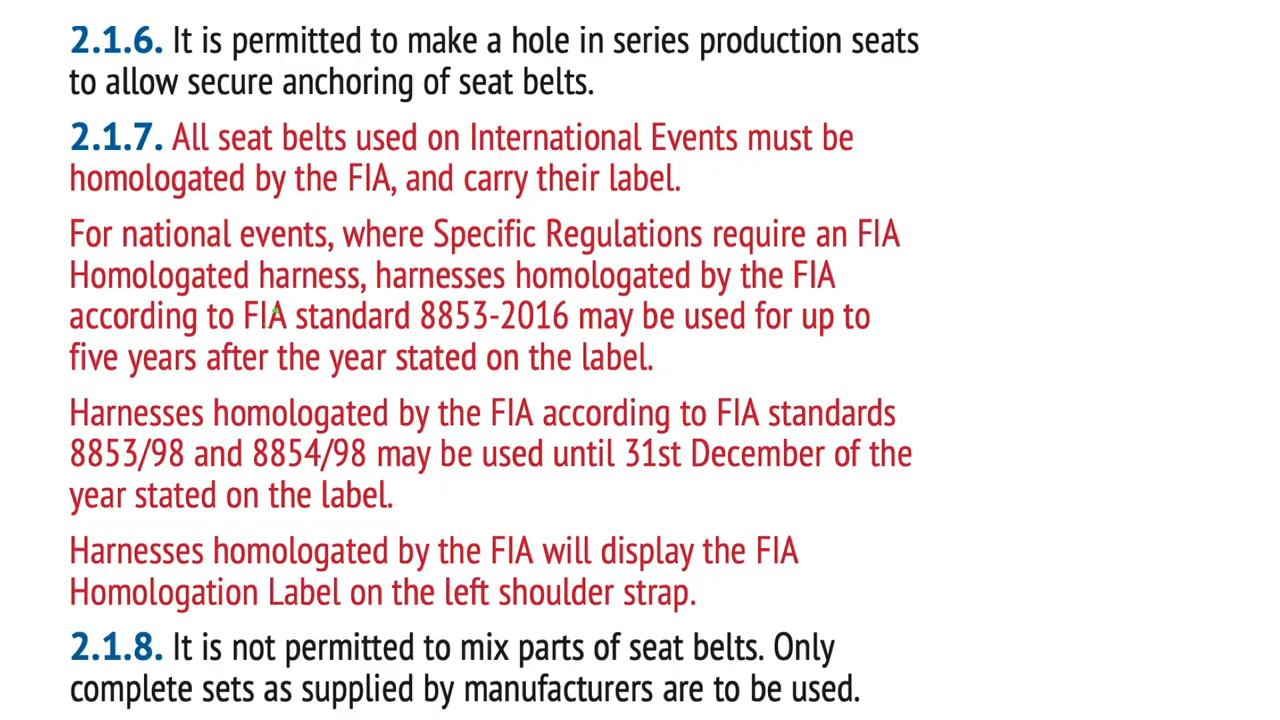 2.1.6. It is permitted to make a hole in series production seats
to allow secure anchoring of seat belts.
2.1.7. All seat belts used on International Events must be
homologated by the FIA, and carry their label.
For national events, where Specific Regulations require an FIA
Homologated harness, harnesses homologated by the FIA
according to FIA standard 8853-2016 may be used for up to
five years after the year stated on the label.
Harnesses homologated by the FIA according to FIA standards
8853/98 and 8854/98 may be used until 31st December of the
year stated on the label.
Harnesses homologated by the FIA will display the FIA
Homologation Label on the left shoulder strap.
2.1.8. It is not permitted to mix parts of seat belts. Only
complete sets as supplied by manufacturers are to be used.